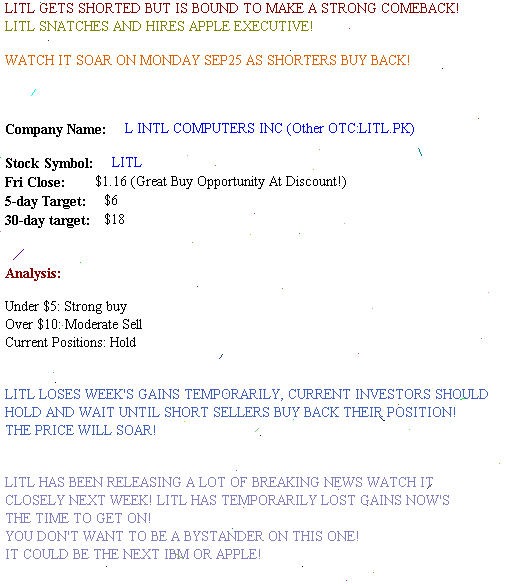 LITL GETS SHORTED BUT IS BOUND TO MAKE A STRONG COMEBACK!
LITL SNATCHES AND HIRES APPLE EXECUTIVE!
WATCH IT SOAR ON MONDAY SEP25 AS SHORTERS BUY BACK!
Company Name: L INTL COMPUTERS INC (Other OTC:LITL.PK)
Stock Symbol: LITL
Fri Close: $1.16 (Great Buy Opportunity At Discount!)
5-day Target: $6
30-day target: $18
Analysis:
Under $5: Strong buy
Over $10: Moderate Sell
Current Positions: Hold
LITL LOSES WEEK'S GAINS TEMPORARILY, CURRENT INVESTORS SHOULD
HOLD AND WAIT UNTIL SHORT SELLERS BUY BACK THEIR POSITION!
THE PRICE WILL SOAR!
LITL HAS BEEN RELEASING A LOT OF BREAKING NEWS WATCH IT
CLOSELY NEXT WEEK! LITL HAS TEMPORARILY LOST GAINS NOW'S
THE TIME TO GET ON!
YOU DON'T WANT TO BE A BYSTANDER ON THIS ONE!
IT COULD BE THE NEXT IBM OR APPLE!